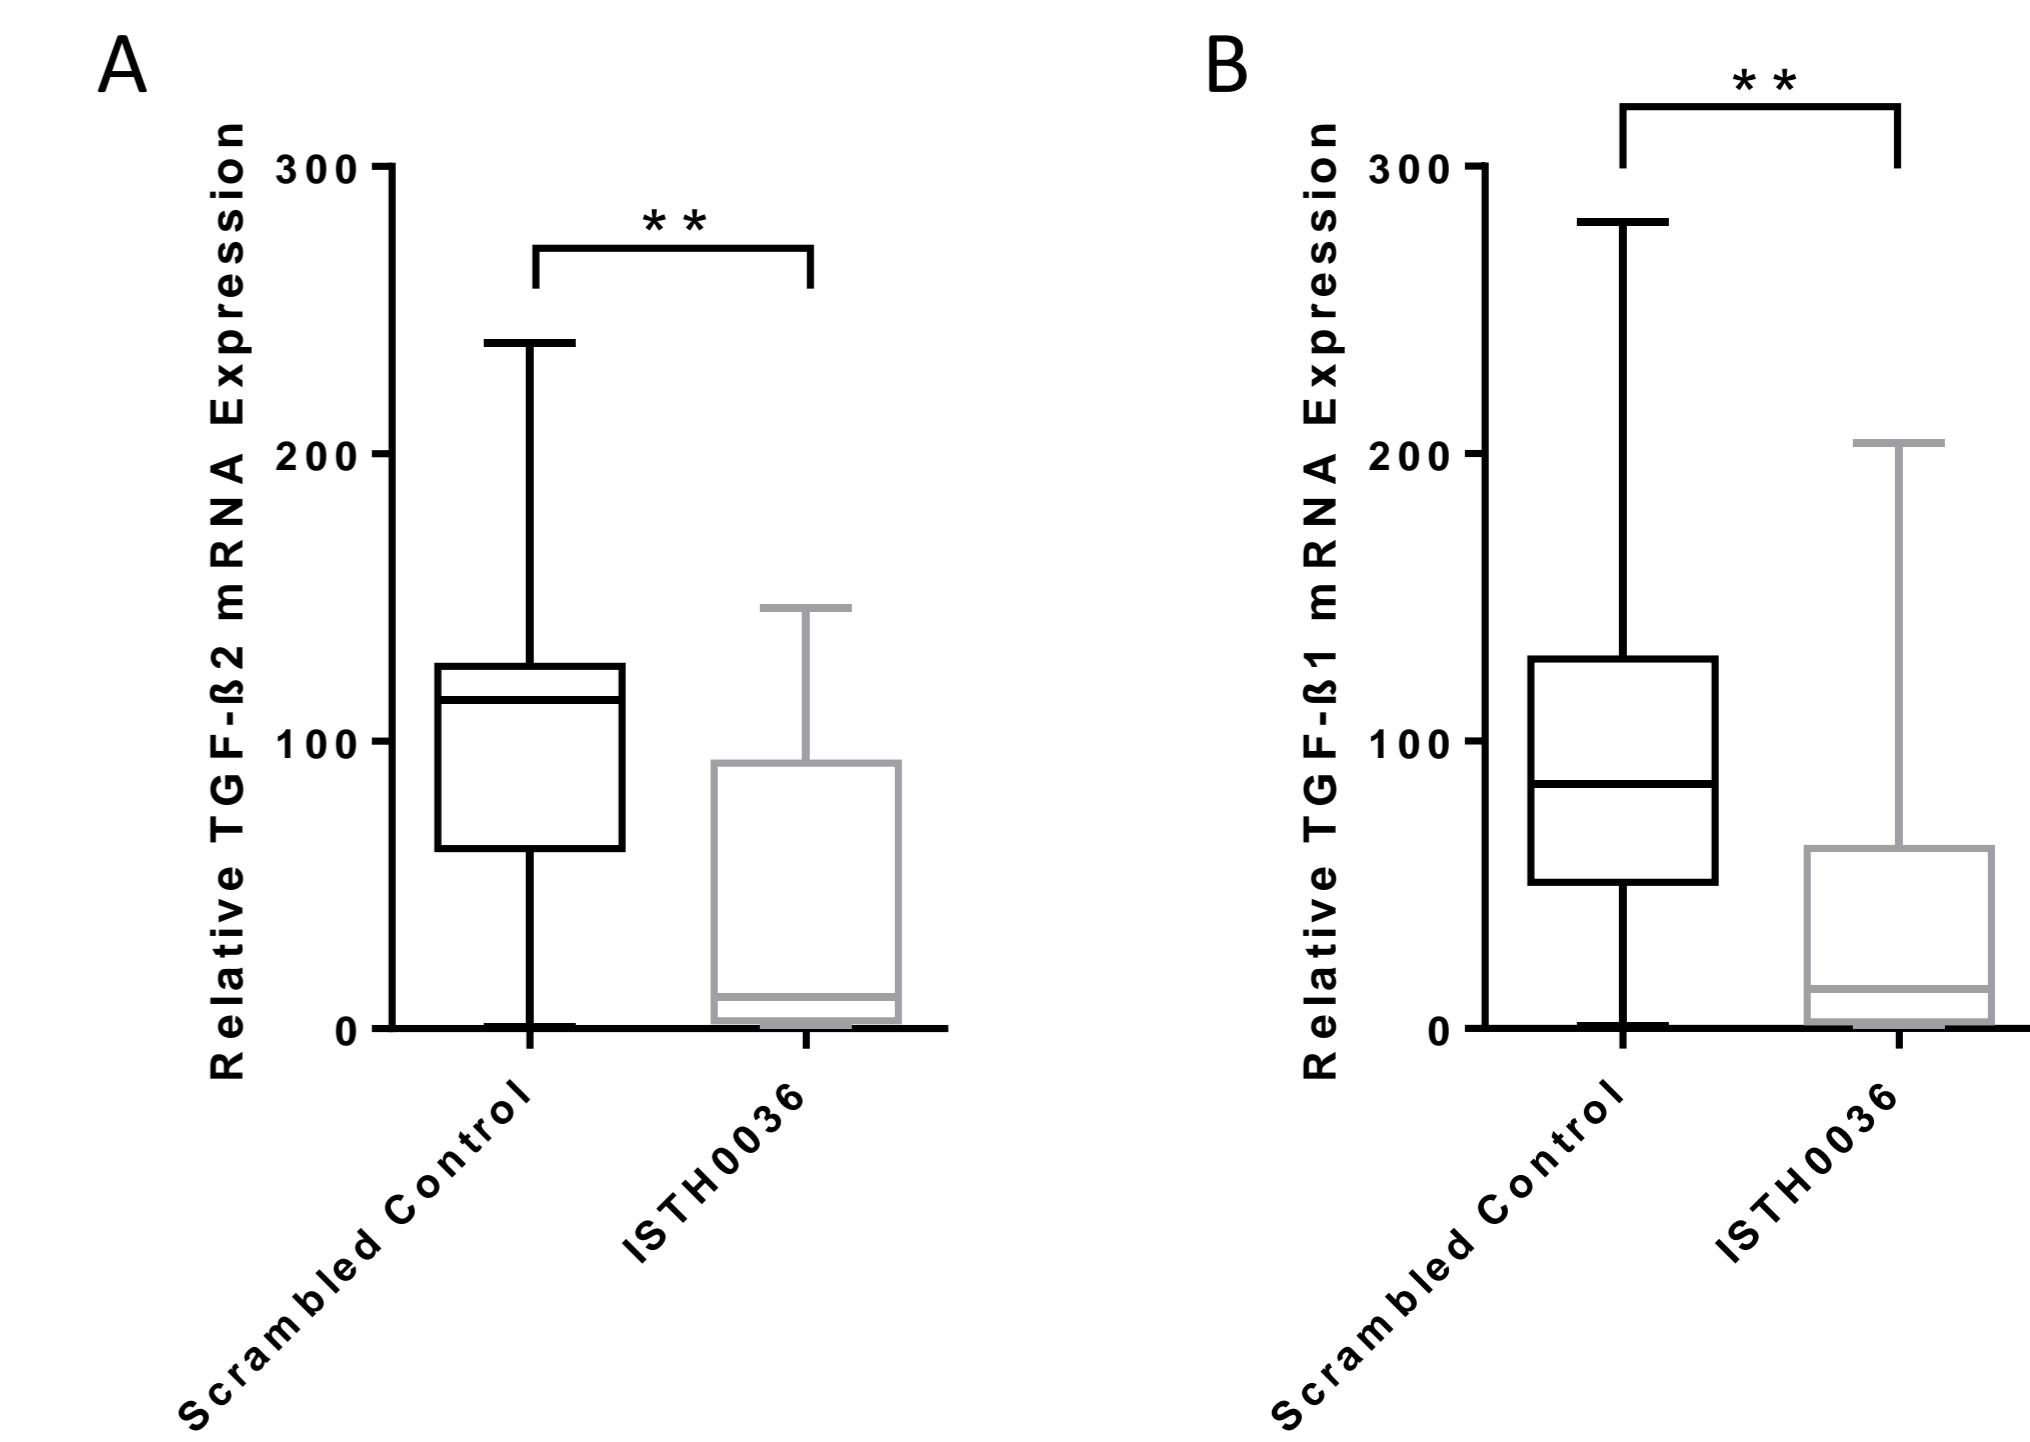 A
Relative TGF-ß2 mRNA Expression
300
200
100
0
**
Scrambled Control
ISTH0036
B
Relative TGF-ß1 mRNA Expression
300
200
100
0
**
Scrambled Control
ISTH0036